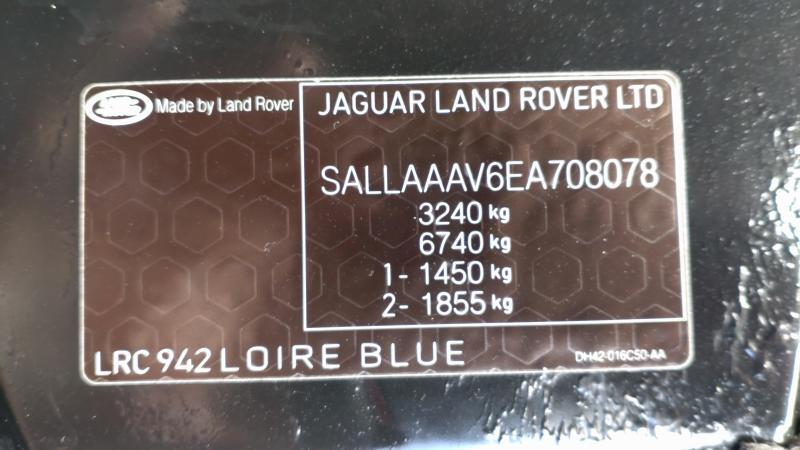 Made by Land Rover
JAGUAR LAND ROVER LTD
SALLAAAV6EA708078
3240 kg
6740 kg
1- 1450 kg
2- 1855 kg
LRC 942 LOIRE BLUE
DH42-016C50-AA